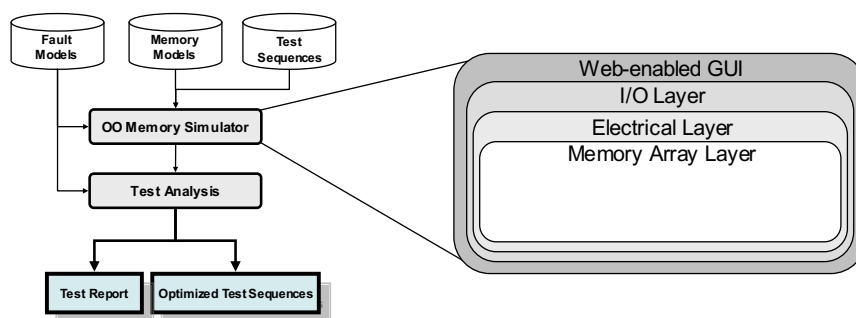 Fault
Models
Memory
Models
Test
Sequences
OO Memory Simulator
Test Analysis
Test Report
Optimized Test Sequences
Web-enabled GUI
I/O Layer
Electrical Layer
Memory Array Layer